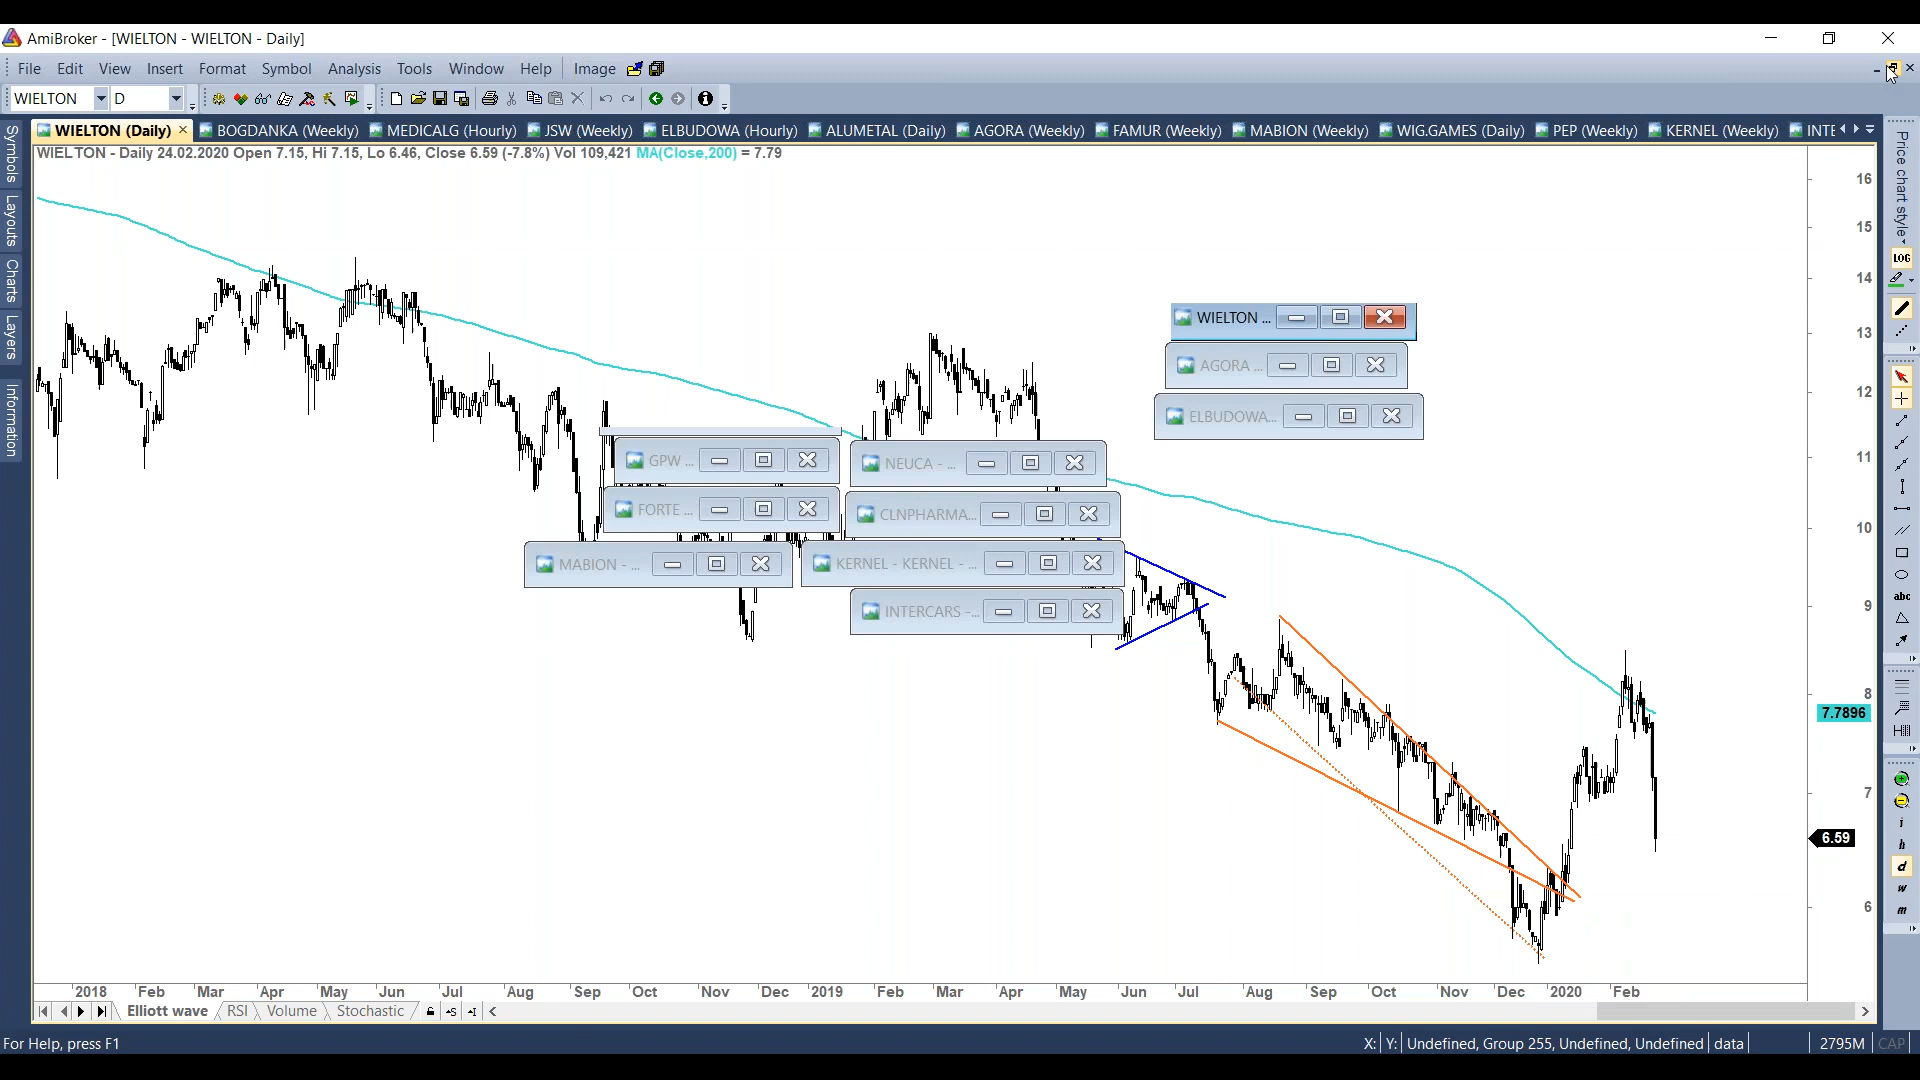 AmiBroker - [WIELTON - WIELTON - Daily]
File Edit View Insert Format Symbol Analysis Tools Window Help Image
WIELTON D
WIELTON (Daily) BOGDANKA (Weekly) MEDICALG (Hourly) JSW (Weekly) ELBUDOWA (Hourly) ALUMETAL (Daily) AGORA (Weekly) FAMUR (Weekly) MABION (Weekly) WIG.GAMES (Daily) PEP (Weekly) KERNEL (Weekly) INTE
WIELTON - Daily 24.02.2020 Open 7.15, Hi 7.15, Lo 6.46, Close 6.59 (-7.8%) Vol 109,421 MA(Close,200) = 7.79
Symbols
Layouts
Charts
Layers
Information
Price chart style
LOG
abc
i
h
d
w
m
WIELTON ...
AGORA ...
ELBUDOWA...
GPW ...
NEUCA - ...
FORTE ...
CLNPHARMA...
MABION - ...
KERNEL - KERNEL - ...
INTERCARS -...
16
15
14
13
12
11
10
9
8
7.7896
7
6.59
6
2018 Feb Mar Apr May Jun Jul Aug Sep Oct Nov Dec 2019 Feb Mar Apr May Jun Jul Aug Sep Oct Nov Dec 2020 Feb
Elliott wave RSI Volume Stochastic
For Help, press F1
X: Y: Undefined, Group 255, Undefined, Undefined data 2795M CAP